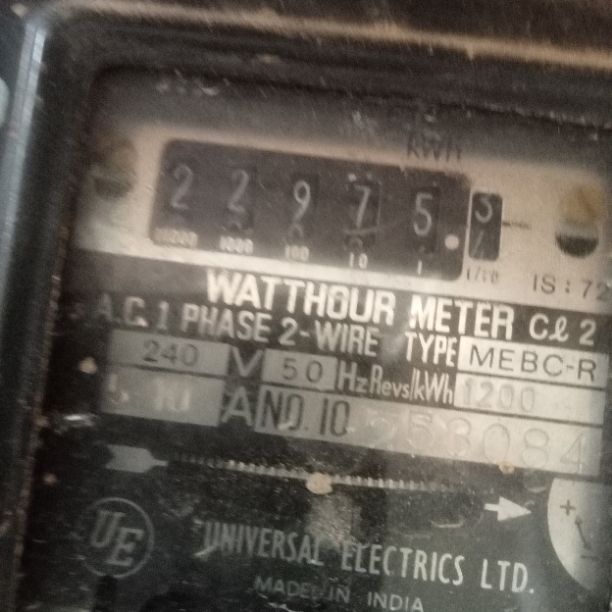 kWh
2 2 9 7 5 3
10000 1000 100 10 1 1/10
IS: 72
WATTHOUR METER Cℓ 2
A.C. 1 PHASE 2-WIRE TYPE MEBC-R
240 V 50 Hz Revs/kWh 1200
A NO. 10 253084
UE
UNIVERSAL ELECTRICS LTD.
MADE IN INDIA